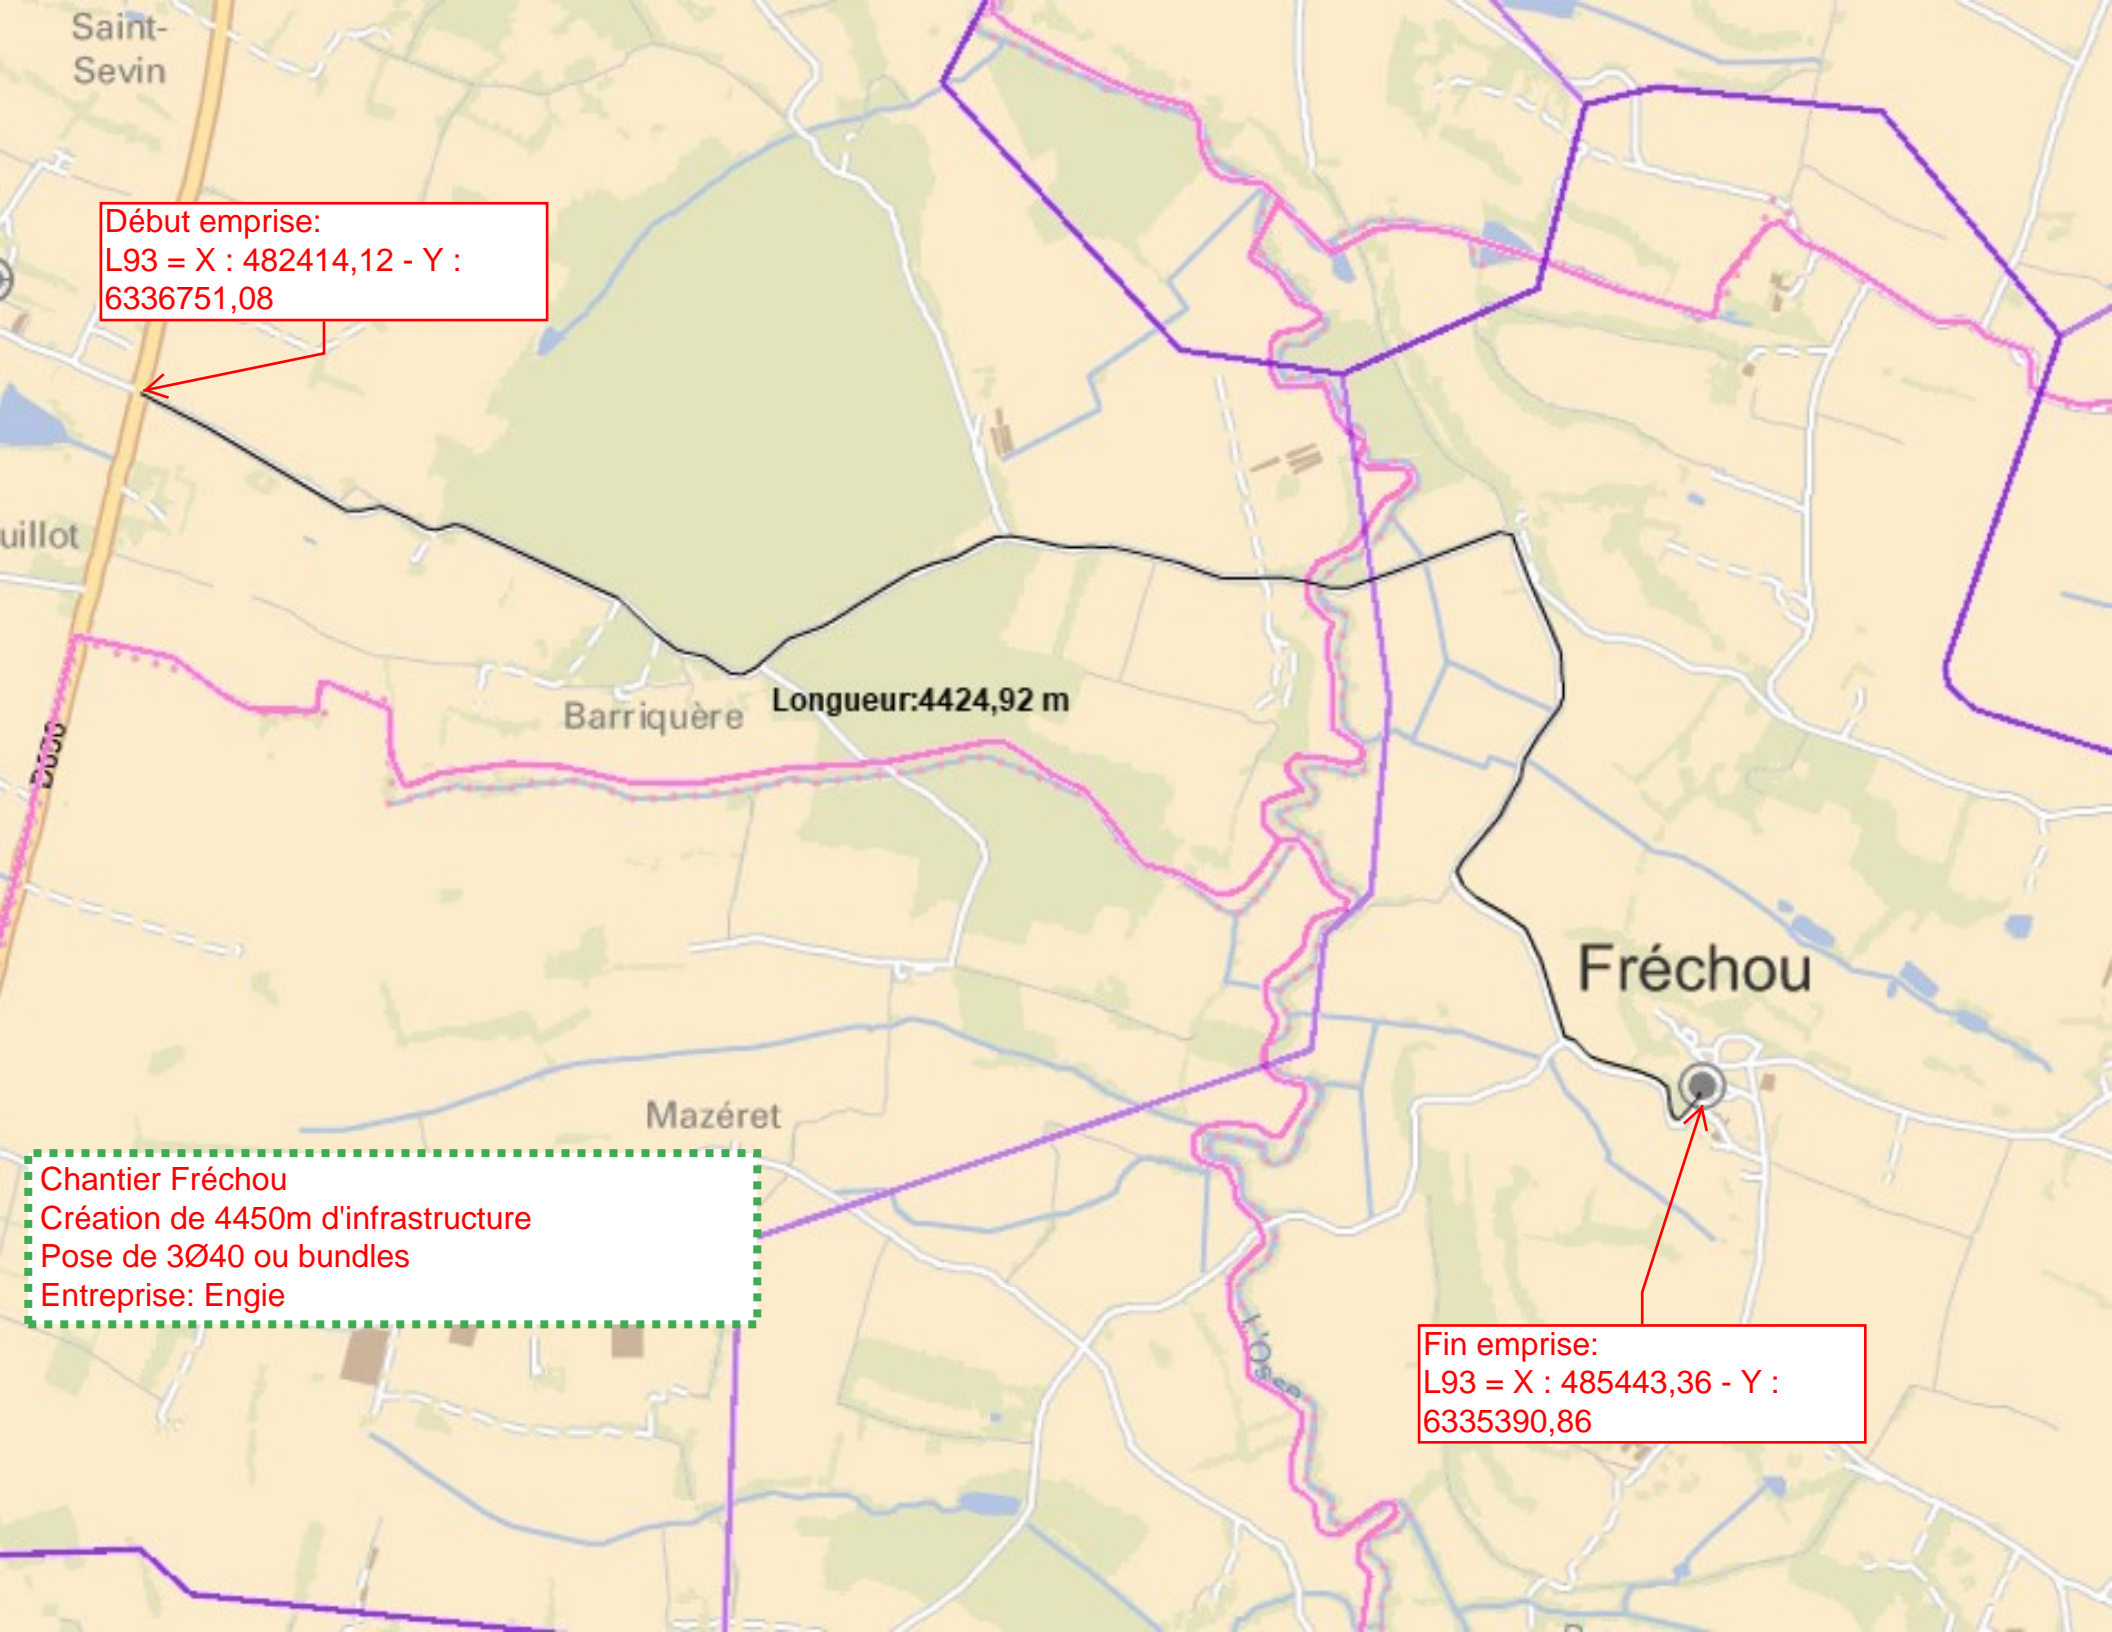 Saint-
Sevin
Début emprise:
L93 = X : 482414,12 - Y :
6336751,08
uillot
Barriquère
Longueur:4424,92 m
Fréchou
Mazéret
Chantier Fréchou
Création de 4450m d'infrastructure
Pose de 3Ø40 ou bundles
Entreprise: Engie
Fin emprise:
L93 = X : 485443,36 - Y :
6335390,86
L'Osse